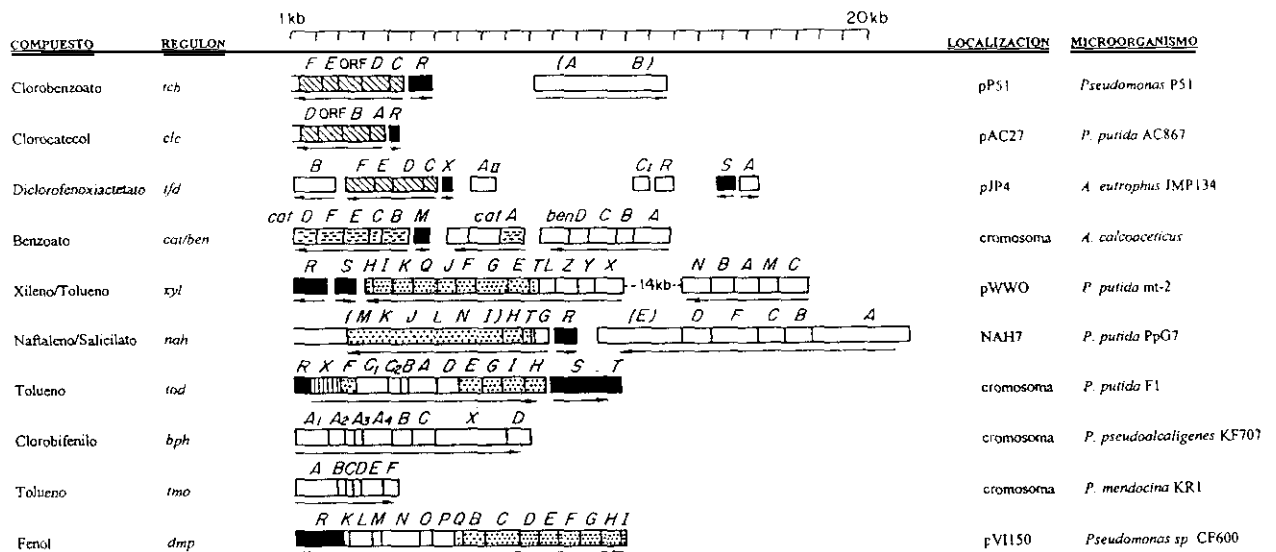 1kb 20kb
COMPUESTO REGULON LOCALIZACION MICROORGANISMO
F E ORF D C R (A B)
Clorobenzoato tcb pP51 Pseudomonas P51
D ORF B A R
Clorocatecol clc pAC27 P. putida AC867
B F E D C X A II C I R S A
Diclorofenoxiactetato tfd pJP4 A. eutrophus JMP134
cat D F E C B M cat A ben D C B A
Benzoato cat/ben cromosoma A. calcoaceticus
R S H I K Q J F G E T L Z Y X N B A M C
Xileno/Tolueno xyl --14kb-- pWWO P. putida mt-2
(M K J L N I) H T G R (E) D F C B A
Naftaleno/Salicilato nah NAH7 P. putida PpG7
R X F C1 C2 B A D E G I H S T
Tolueno tod cromosoma P. putida F1
A1 A2 A3 A4 B C X D
Clorobifenilo bph cromosoma P. pseudoalcaligenes KF707
A B C D E F
Tolueno tmo cromosoma P. mendocina KR1
R K L M N O P Q B C D E F G H I
Fenol dmp pVI150 Pseudomonas sp CF600